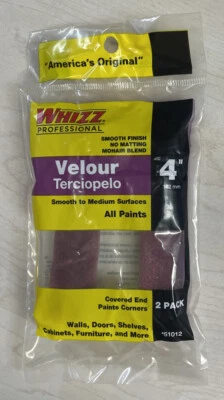 "America's Original"
WHIZZ
PROFESSIONAL
SMOOTH FINISH
NO MATTING
MOHAIR BLEND
Velour
Terciopelo
4"
Smooth to Medium Surfaces
All Paints
Covered End
Paints Corners
2 PACK
Walls, Doors, Shelves,
Cabinets, Furniture, and More
51012